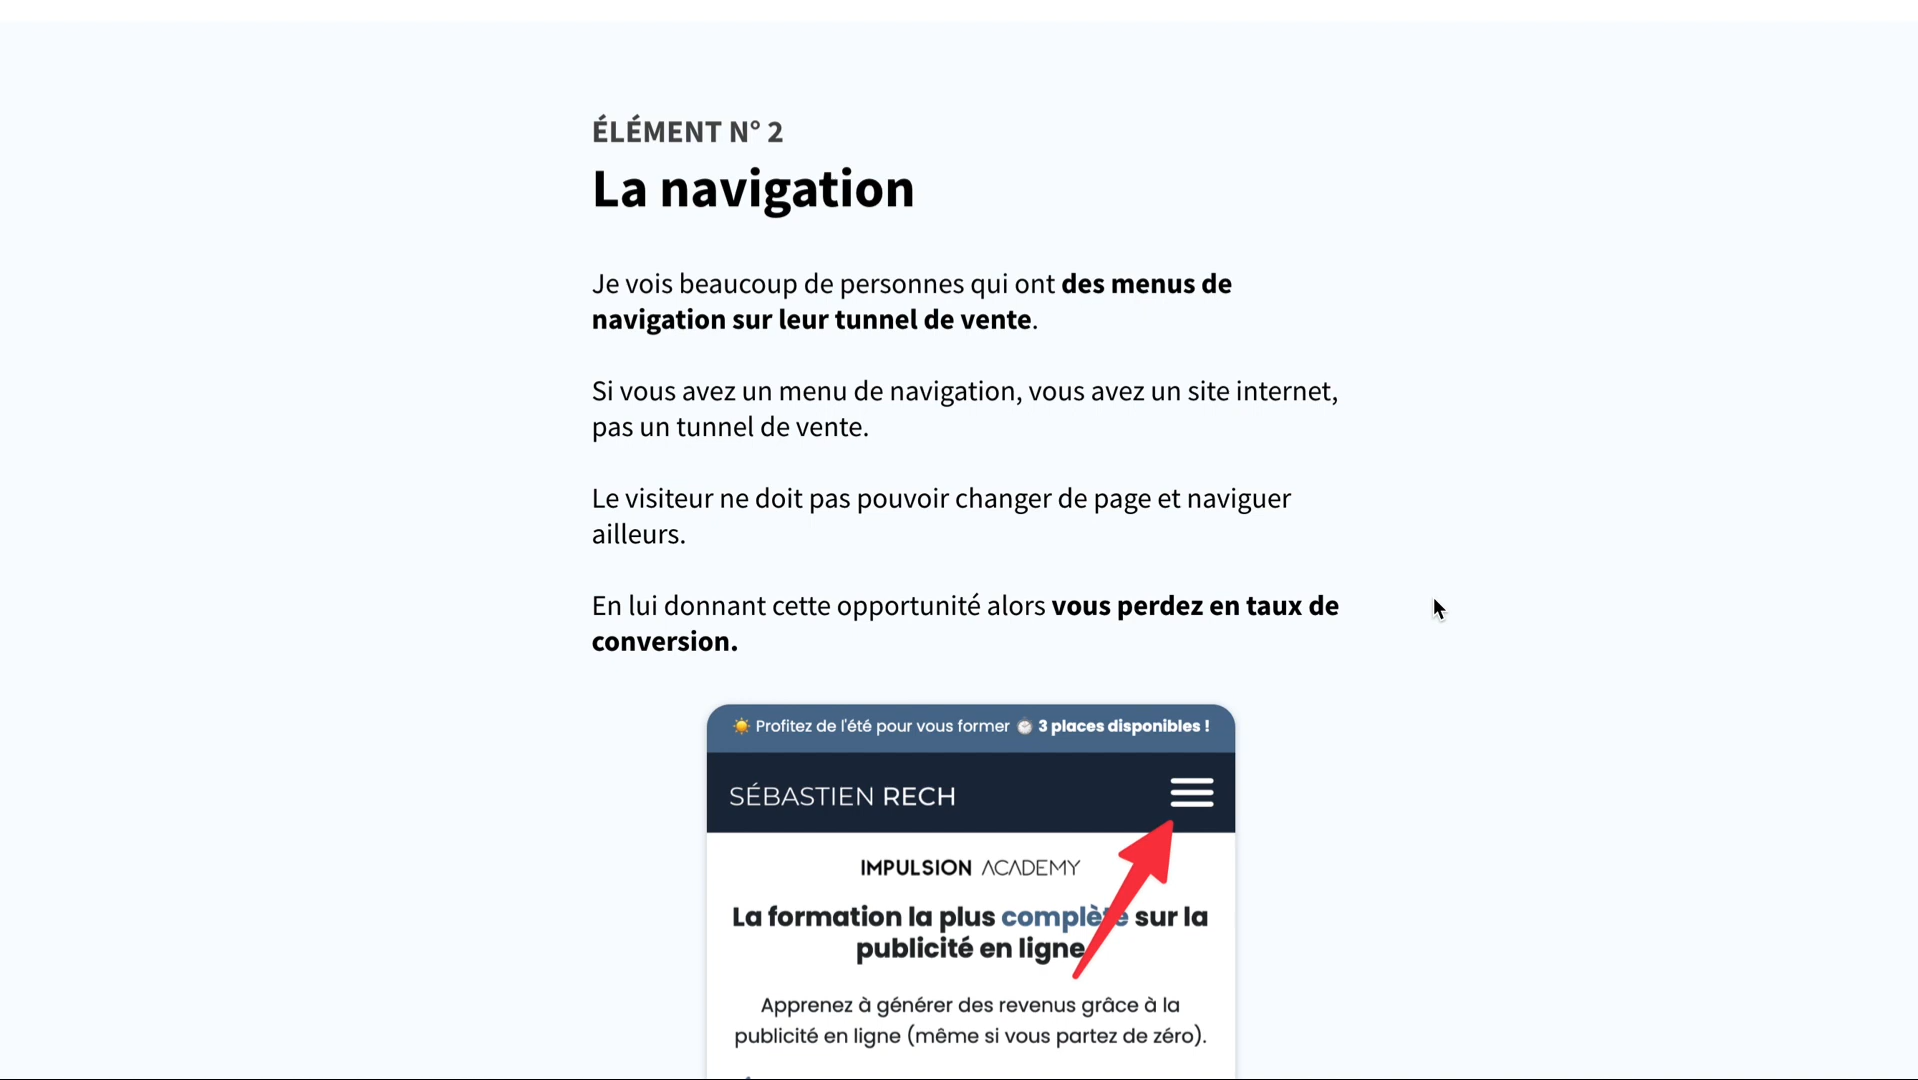 ÉLÉMENT N° 2
La navigation
Je vois beaucoup de personnes qui ont des menus de
navigation sur leur tunnel de vente.
Si vous avez un menu de navigation, vous avez un site internet,
pas un tunnel de vente.
Le visiteur ne doit pas pouvoir changer de page et naviguer
ailleurs.
En lui donnant cette opportunité alors vous perdez en taux de
conversion.
☀️ Profitez de l'été pour vous former ⏱️ 3 places disponibles !
SÉBASTIEN RECH
IMPULSION ACADEMY
La formation la plus complète sur la
publicité en ligne
Apprenez à générer des revenus grâce à la
publicité en ligne (même si vous partez de zéro).